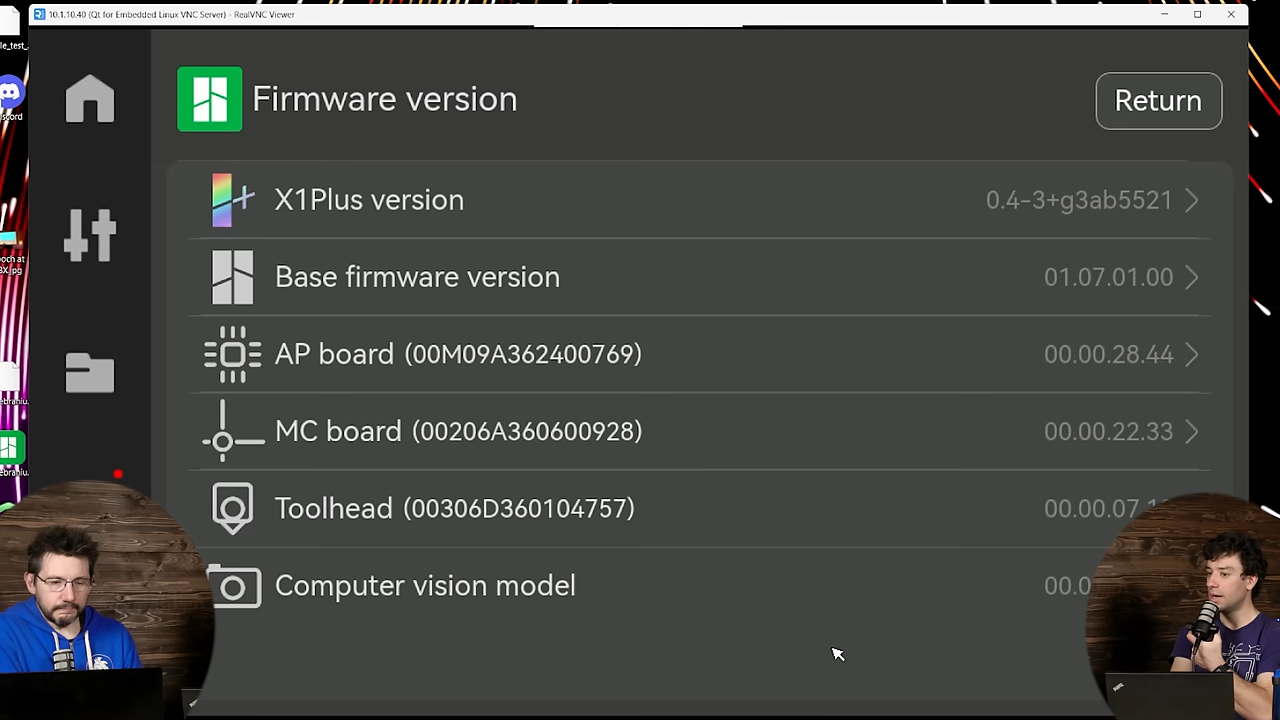 10.1.10.40 (Qt for Embedded Linux VNC Server) - RealVNC Viewer
Firmware version
Return
X1Plus version
0.4-3+g3ab5521
Base firmware version
01.07.01.00
AP board (00M09A362400769)
00.00.28.44
MC board (00206A360600928)
00.00.22.33
Toolhead (00306D360104757)
00.00.07.1
Computer vision model
00.0